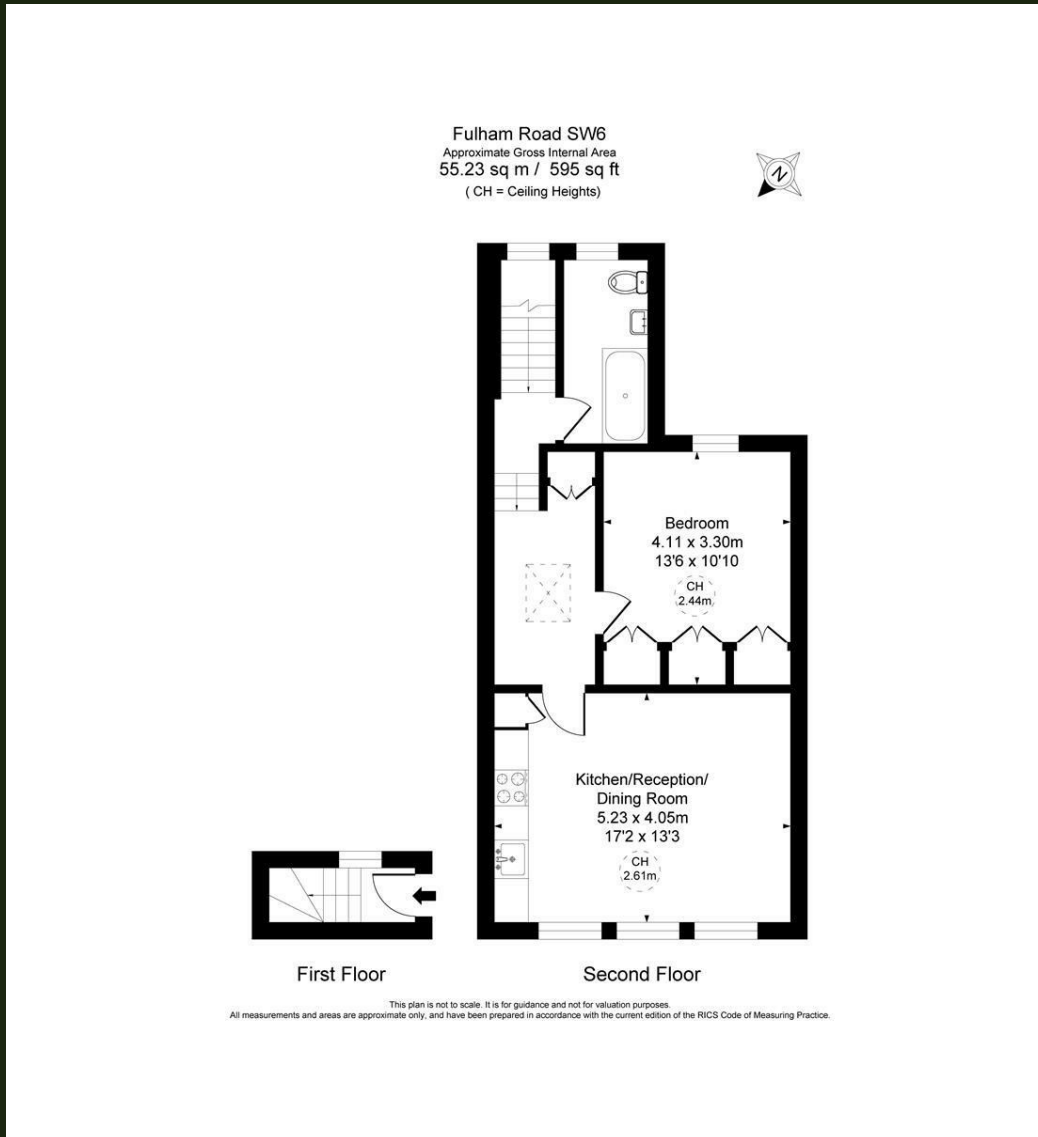 Fulham Road SW6
Approximate Gross Internal Area
55.23 sq m / 595 sq ft
( CH = Ceiling Heights)
N
Bedroom
4.11 x 3.30m
13'6 x 10'10
CH
2.44m
Kitchen/Reception/
Dining Room
5.23 x 4.05m
17'2 x 13'3
CH
2.61m
First Floor
Second Floor
This plan is not to scale. It is for guidance and not for valuation purposes.
All measurements and areas are approximate only, and have been prepared in accordance with the current edition of the RICS Code of Measuring Practice.